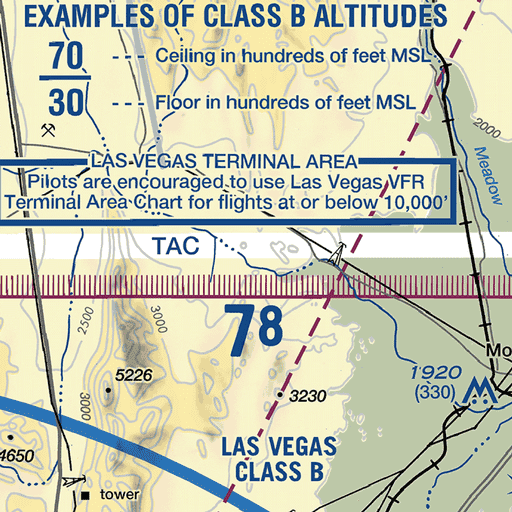 EXAMPLES OF CLASS B ALTITUDES
70
Ceiling in hundreds of feet MSL
30
Floor in hundreds of feet MSL
2000
Meadow
LAS VEGAS TERMINAL AREA
Pilots are encouraged to use Las Vegas VFR
Terminal Area Chart for flights at or below 10,000'
TAC
2500
3000
78
Mo
5226
1920
(330)
3230
3000
4650
LAS VEGAS
CLASS B
tower